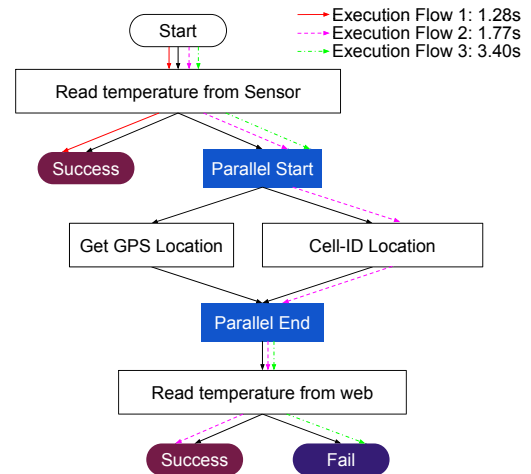 Start
Execution Flow 1: 1.28s
Execution Flow 2: 1.77s
Execution Flow 3: 3.40s
Read temperature from Sensor
Success
Parallel Start
Get GPS Location
Cell-ID Location
Parallel End
Read temperature from web
Success
Fail